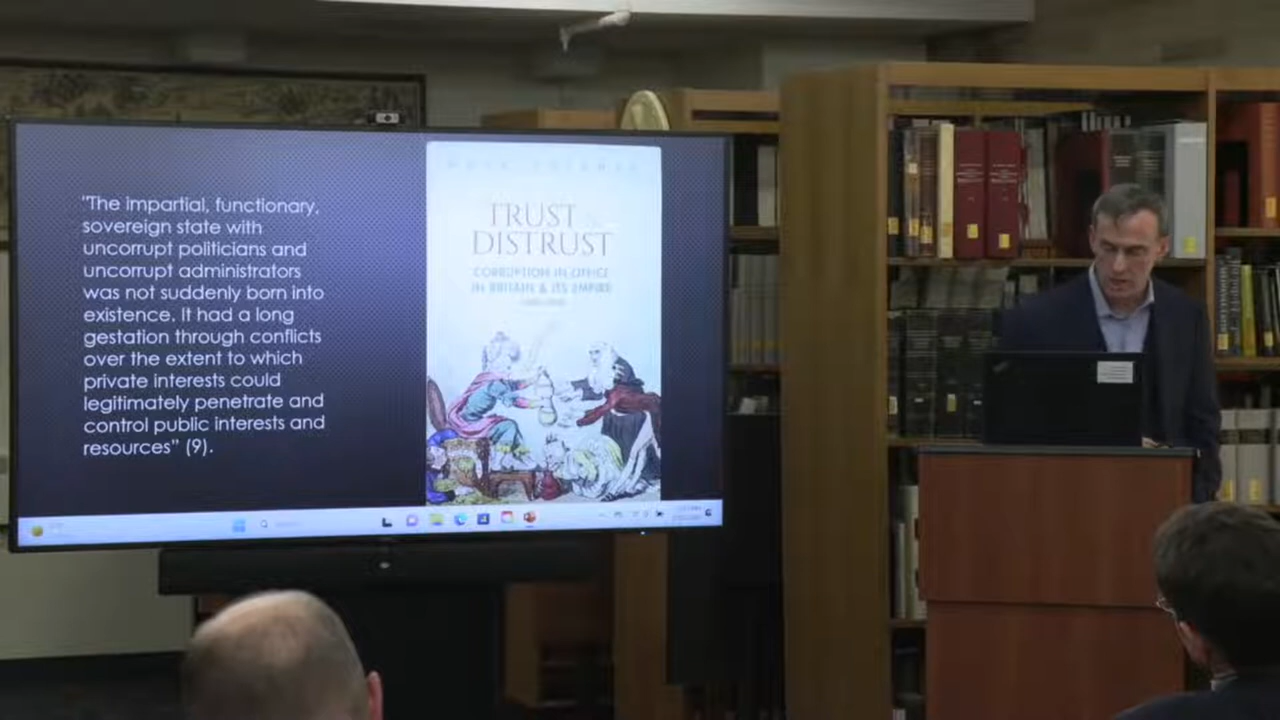 "The impartial, functionary,
sovereign state with
uncorrupt politicians and
uncorrupt administrators
was not suddenly born into
existence. It had a long
gestation through conflicts
over the extent to which
private interests could
legitimately penetrate and
control public interests and
resources" (9).
TRUST
DISTRUST
CORRUPTION IN OFFICE
IN BRITAIN & ITS EMPIRE